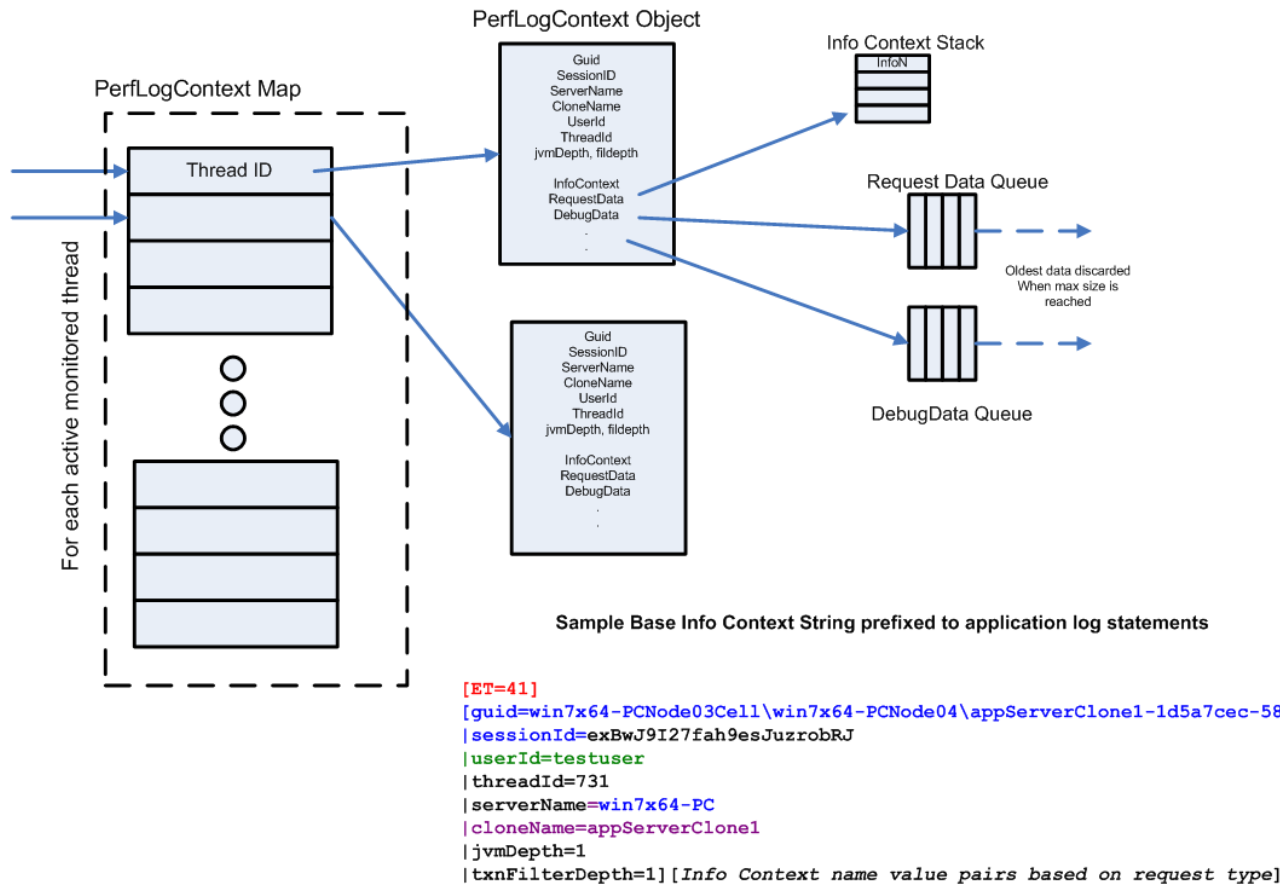 PerfLogContext Object
Info Context Stack
InfoN
PerfLogContext Map
Guid
SessionID
ServerName
CloneName
UserId
ThreadId
jvmDepth, fildepth
InfoContext
RequestData
DebugData
.
.
Thread ID
Request Data Queue
Oldest data discarded
When max size is
reached
DebugData Queue
For each active monitored thread
Guid
SessionID
ServerName
CloneName
UserId
ThreadId
jvmDepth, fildepth
InfoContext
RequestData
DebugData
.
.
Sample Base Info Context String prefixed to application log statements
[ET=41]
[guid=win7x64-PCNode03Cell\win7x64-PCNode04\appServerClone1-1d5a7cec-58
|sessionId=exBwJ9I27fah9esJuzrobRJ
|userId=testuser
|threadId=731
|serverName=win7x64-PC
|cloneName=appServerClone1
|jvmDepth=1
|txnFilterDepth=1][Info Context name value pairs based on request type]